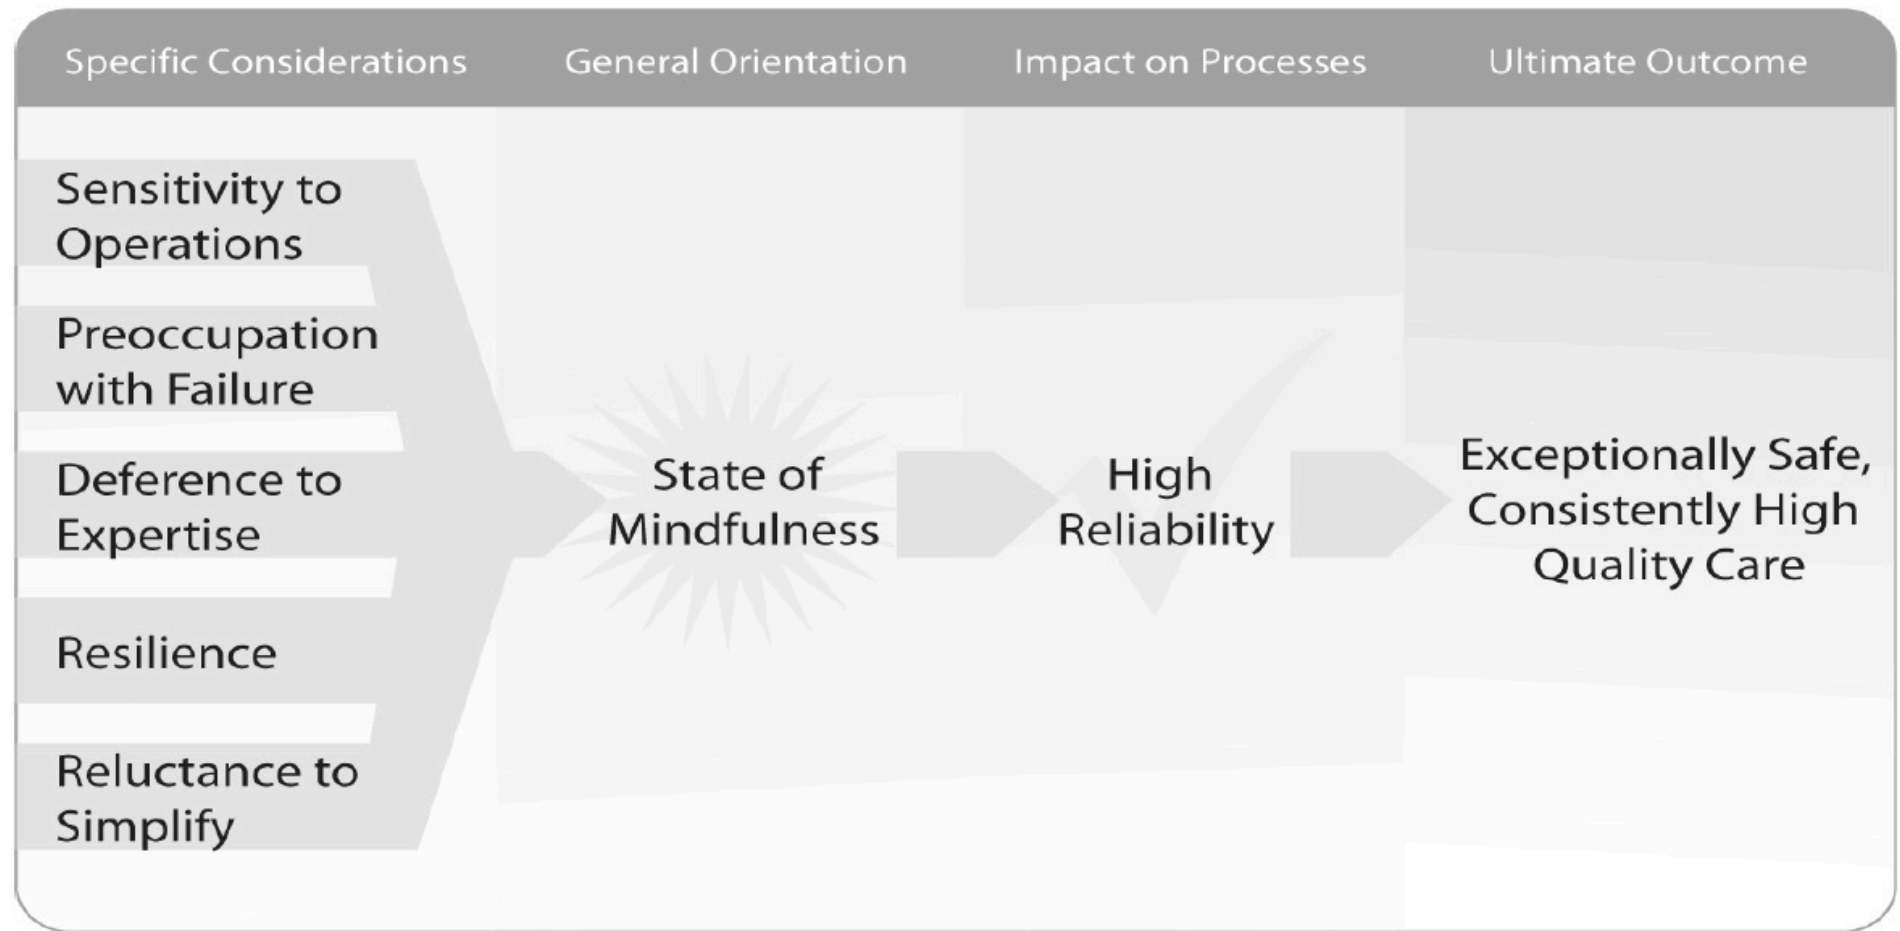 Specific Considerations
General Orientation
Impact on Processes
Ultimate Outcome
Sensitivity to
Operations
Preoccupation
with Failure
Deference to
Expertise
Resilience
Reluctance to
Simplify
State of
Mindfulness
High
Reliability
Exceptionally Safe,
Consistently High
Quality Care